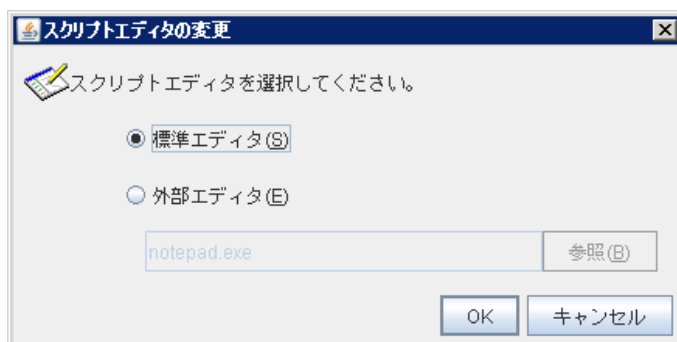 スクリプトエディタの変更
スクリプトエディタを選択してください。
標準エディタ(S)
外部エディタ(E)
notepad.exe 参照(B)
OK キャンセル